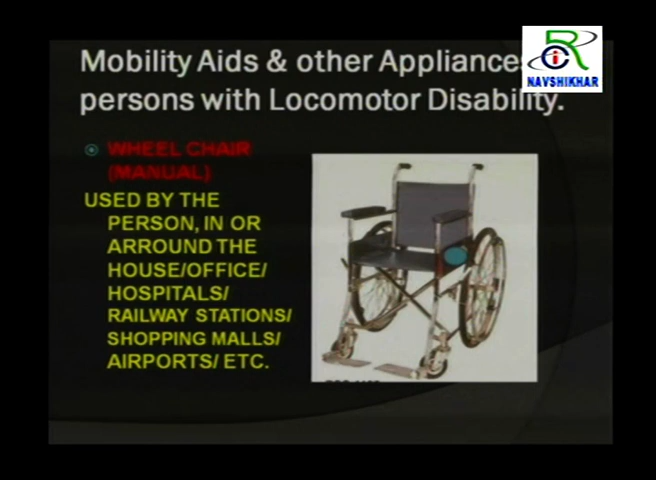 Mobility Aids & other Appliances
persons with Locomotor Disability.
NAVSHIKHAR
WHEEL CHAIR
(MANUAL)
USED BY THE
PERSON, IN OR
ARROUND THE
HOUSE/OFFICE/
HOSPITALS/
RAILWAY STATIONS/
SHOPPING MALLS/
AIRPORTS/ ETC.